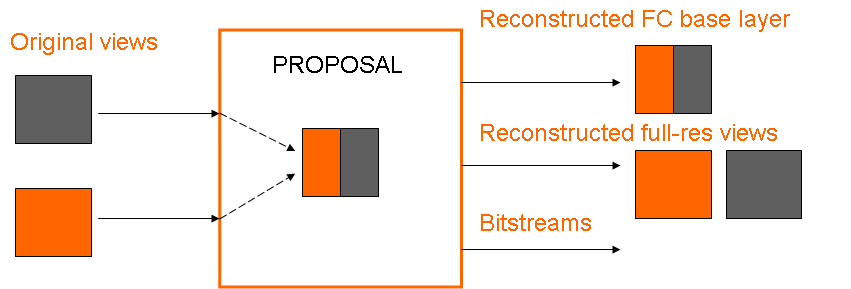 Original views
PROPOSAL
Reconstructed FC base layer
Reconstructed full-res views
Bitstreams